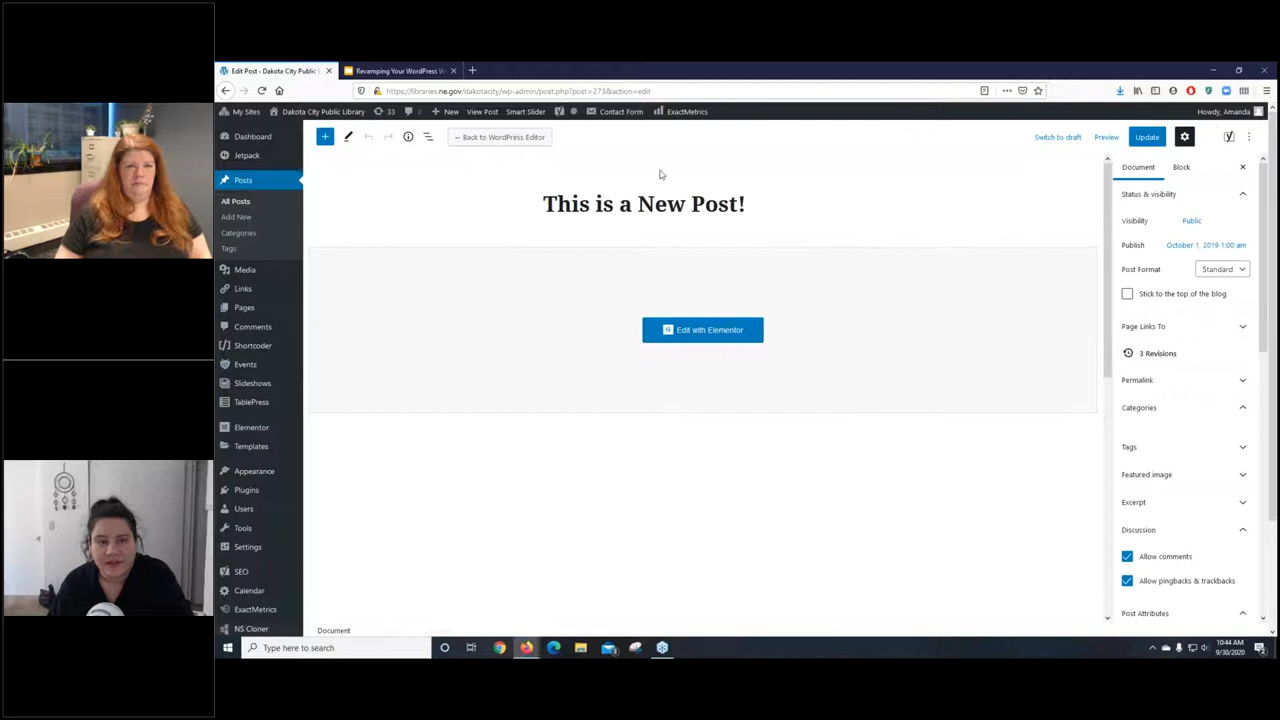 Edit Post ‹ Dakota City Public L
Revamping Your WordPress W
https://libraries.ne.gov/dakotacity/wp-admin/post.php?post=273&action=edit
My Sites
Dakota City Public Library
33
New
View Post
Smart Slider
Contact Form
ExactMetrics
Howdy, Amanda
Dashboard
← Back to WordPress Editor
Switch to draft
Preview
Update
Jetpack
Posts
All Posts
Add New
Categories
Tags
Media
Links
Pages
Comments
Shortcoder
Events
Slideshows
TablePress
Elementor
Templates
Appearance
Plugins
Users
Tools
Settings
SEO
Calendar
ExactMetrics
NS Cloner
This is a New Post!
Edit with Elementor
Document
Document
Block
Status & visibility
Visibility
Public
Publish
October 1, 2019 1:00 am
Post Format
Standard
Stick to the top of the blog
Page Links To
3 Revisions
Permalink
Categories
Tags
Featured image
Excerpt
Discussion
Allow comments
Allow pingbacks & trackbacks
Post Attributes
Type here to search
10:44 AM
9/30/2020